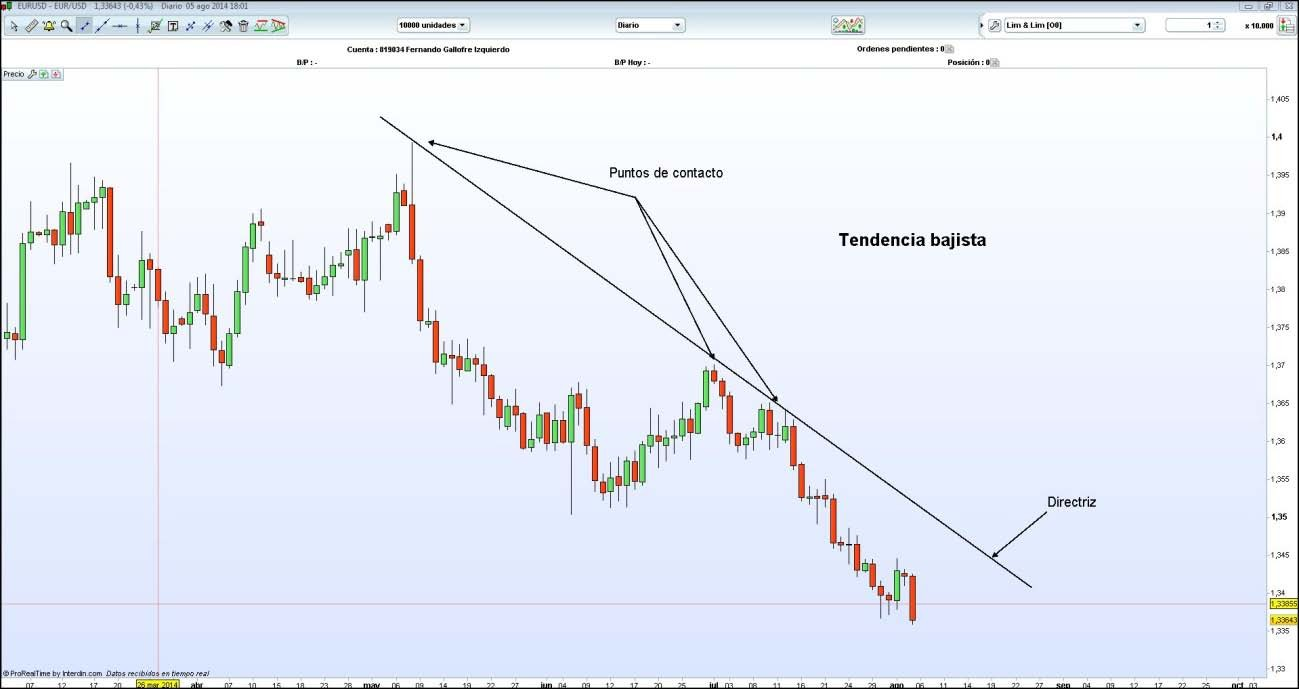 EURUSD - EUR/USD 1,33643 (-0,43%) Diario 05 ago 2014 18:01
10000 unidades
Diario
Lim & Lim [O0]
1
x 10.000
Cuenta : 819034 Fernando Gallofre Izquierdo
Ordenes pendientes : 0
B/P : -
B/P Hoy : -
Posición : 0
Precio
1,405
1,4
Puntos de contacto
1,395
1,39
Tendencia bajista
1,385
1,38
1,375
1,37
1,365
1,36
1,355
Directriz
1,35
1,345
1,34
1,33855
1,33643
1,335
1,33
© ProRealTime by Interdin.com Datos recibidos en tiempo real
07 12 17 20 26 mar 2014 abr 07 10 15 18 23 28 may 06 09 14 19 22 27 jun 04 09 12 17 20 25 jul 03 08 11 16 21 24 29 ago 06 11 14 19 22 27 sep 04 09 12 17 22 25 oct 03